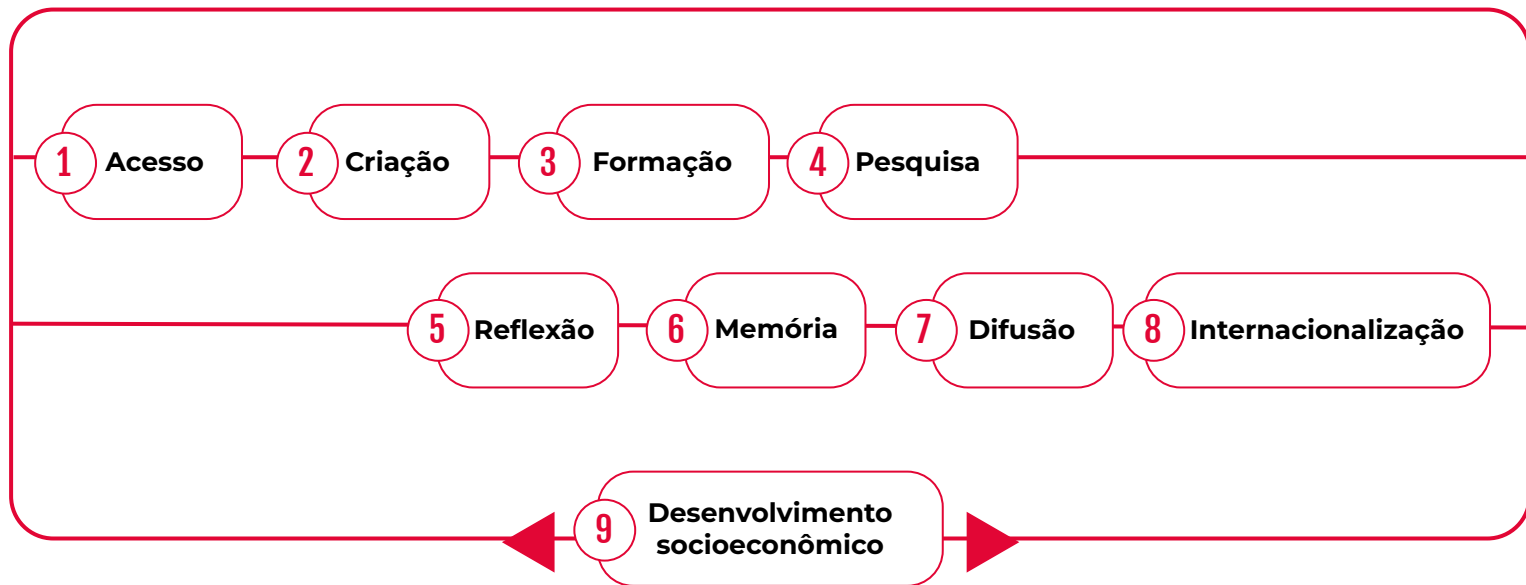 1 Acesso
2 Criação
3 Formação
4 Pesquisa
5 Reflexão
6 Memória
7 Difusão
8 Internacionalização
9 Desenvolvimento
socioeconômico